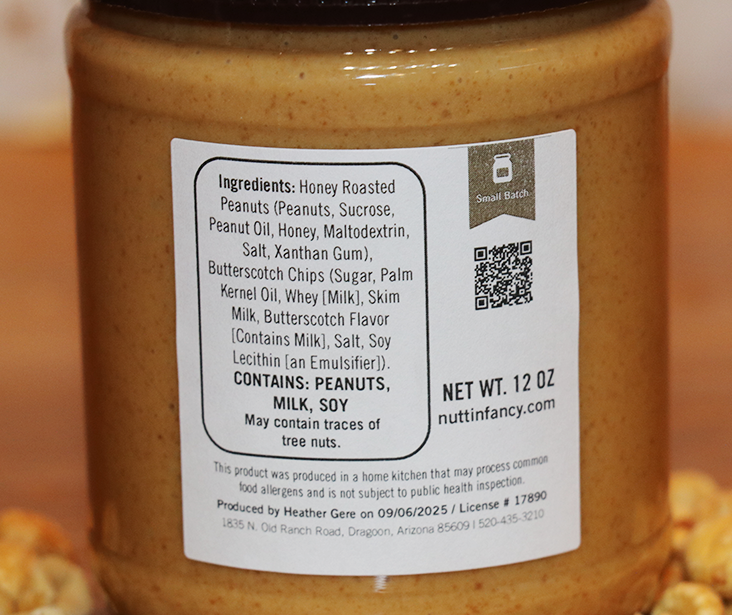 Ingredients: Honey Roasted
Peanuts (Peanuts, Sucrose,
Peanut Oil, Honey, Maltodextrin,
Salt, Xanthan Gum),
Butterscotch Chips (Sugar, Palm
Kernel Oil, Whey [Milk], Skim
Milk, Butterscotch Flavor
[Contains Milk], Salt, Soy
Lecithin [an Emulsifier]).
CONTAINS: PEANUTS,
MILK, SOY
May contain traces of
tree nuts.
Small Batch
NET WT. 12 OZ
nuttinfancy.com
This product was produced in a home kitchen that may process common
food allergens and is not subject to public health inspection.
Produced by Heather Gere on 09/06/2025 / License # 17890
1835 N. Old Ranch Road, Dragoon, Arizona 85609 | 520-435-3210